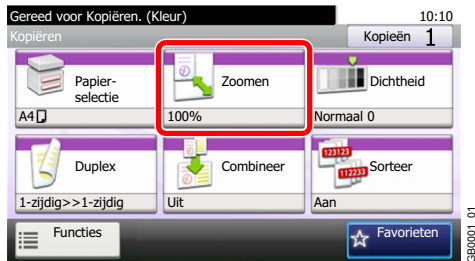 Gereed voor Kopiëren. (Kleur) 10:10
Kopiëren Kopieën 1
Papier-
selectie
A4
Zoomen
100%
Dichtheid
Normaal 0
Duplex
1-zijdig>>1-zijdig
Combineer
Uit
123123
112233
Sorteer
Aan
Functies
Favorieten
GB0001_01